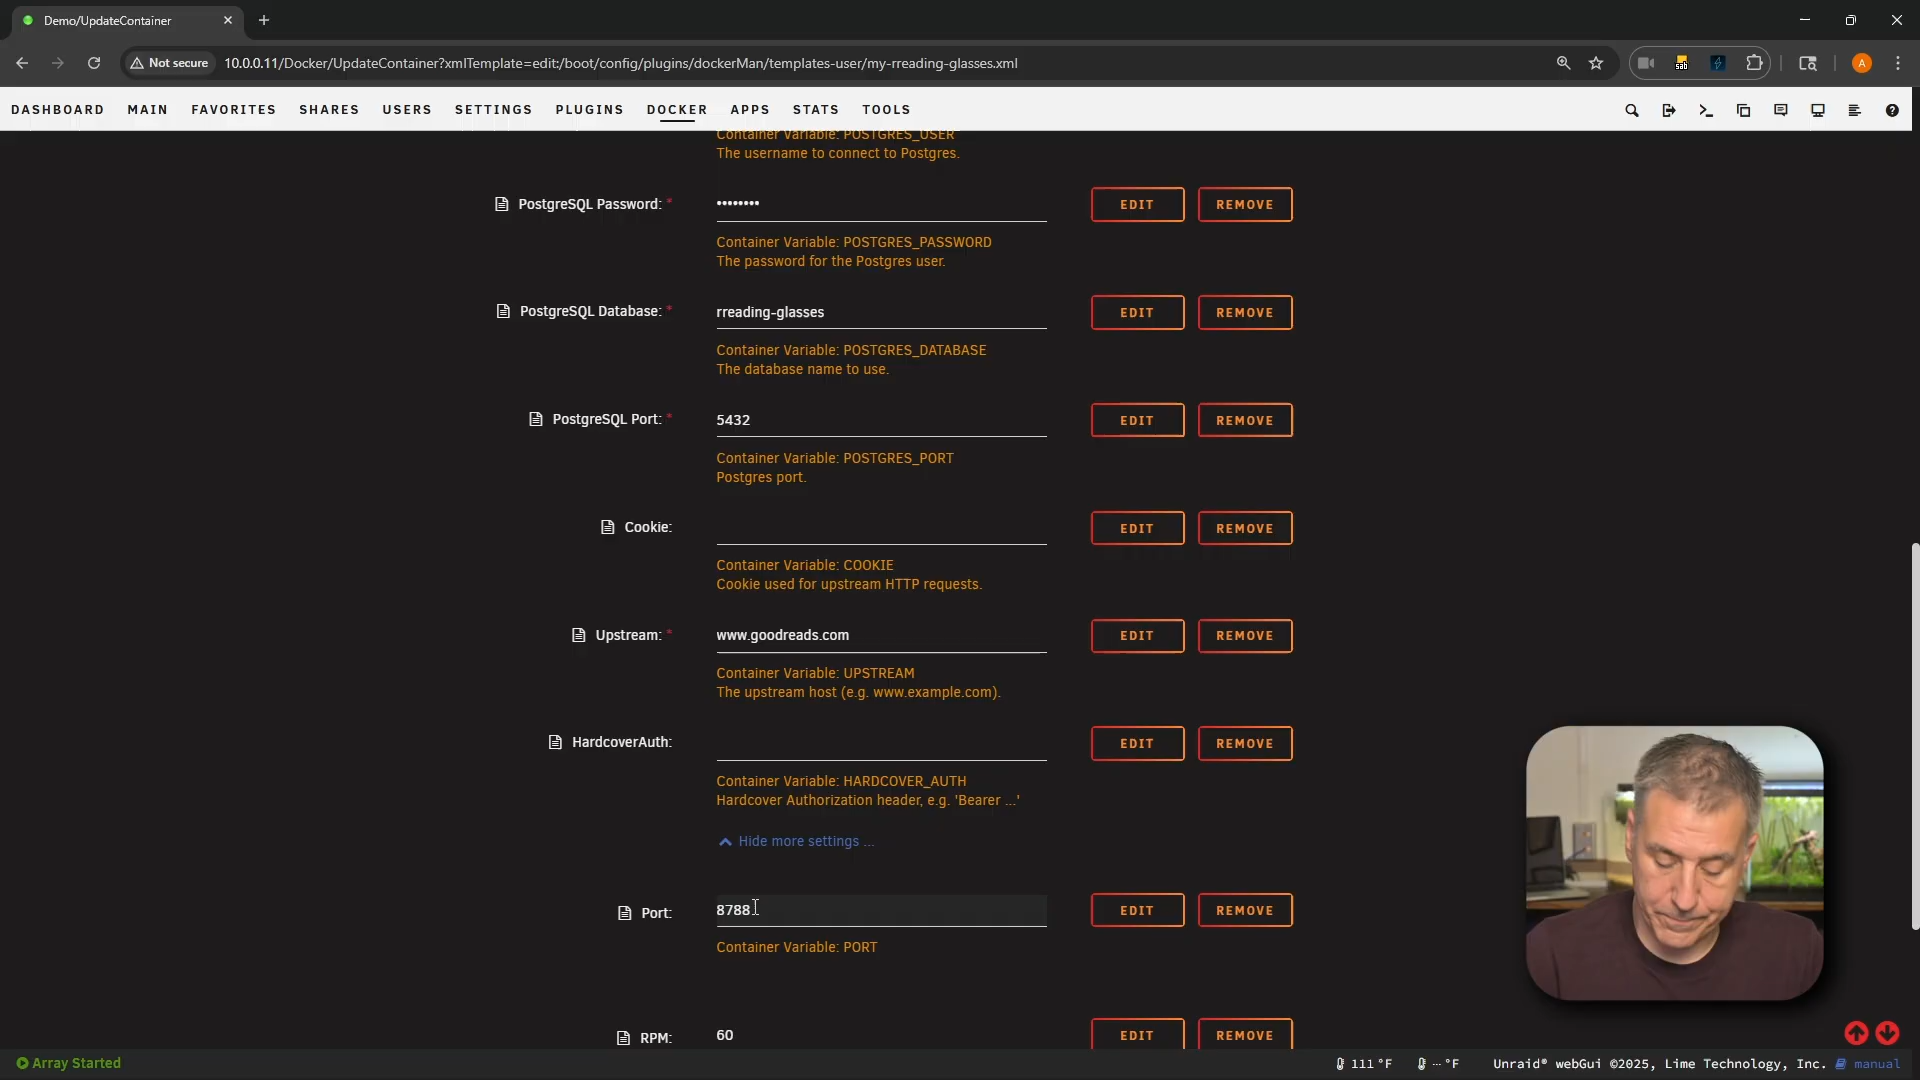 Demo/UpdateContainer
Not secure
10.0.0.11/Docker/UpdateContainer?xmlTemplate=edit:/boot/config/plugins/dockerMan/templates-user/my-rreading-glasses.xml
sab
A
DASHBOARD MAIN FAVORITES SHARES USERS SETTINGS PLUGINS DOCKER APPS STATS TOOLS
Container Variable: POSTGRES_USER
The username to connect to Postgres.
PostgreSQL Password: * •••••••• EDIT REMOVE
Container Variable: POSTGRES_PASSWORD
The password for the Postgres user.
PostgreSQL Database: * rreading-glasses EDIT REMOVE
Container Variable: POSTGRES_DATABASE
The database name to use.
PostgreSQL Port: * 5432 EDIT REMOVE
Container Variable: POSTGRES_PORT
Postgres port.
Cookie: EDIT REMOVE
Container Variable: COOKIE
Cookie used for upstream HTTP requests.
Upstream: * www.goodreads.com EDIT REMOVE
Container Variable: UPSTREAM
The upstream host (e.g. www.example.com).
HardcoverAuth: EDIT REMOVE
Container Variable: HARDCOVER_AUTH
Hardcover Authorization header, e.g. 'Bearer ...'
Hide more settings ...
Port: 8788 EDIT REMOVE
Container Variable: PORT
RPM: 60 EDIT REMOVE
Array Started 111 °F -- °F Unraid® webGui ©2025, Lime Technology, Inc. manual